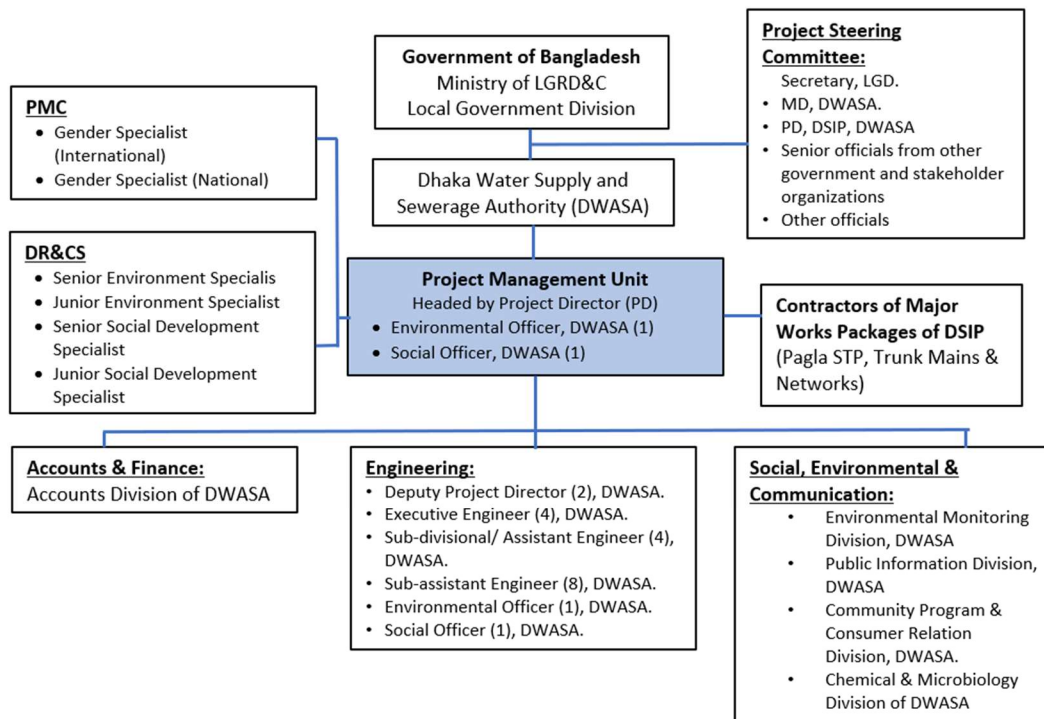 Government of Bangladesh
Ministry of LGRD&C
Local Government Division
Project Steering
Committee:
Secretary, LGD.
• MD, DWASA.
• PD, DSIP, DWASA
• Senior officials from other
government and stakeholder
organizations
• Other officials
PMC
• Gender Specialist
(International)
• Gender Specialist (National)
Dhaka Water Supply and
Sewerage Authority (DWASA)
DR&CS
• Senior Environment Specialis
• Junior Environment Specialist
• Senior Social Development
Specialist
• Junior Social Development
Specialist
Project Management Unit
Headed by Project Director (PD)
• Environmental Officer, DWASA (1)
• Social Officer, DWASA (1)
Contractors of Major
Works Packages of DSIP
(Pagla STP, Trunk Mains &
Networks)
Accounts & Finance:
Accounts Division of DWASA
Engineering:
• Deputy Project Director (2), DWASA.
• Executive Engineer (4), DWASA.
• Sub-divisional/ Assistant Engineer (4),
DWASA.
• Sub-assistant Engineer (8), DWASA.
• Environmental Officer (1), DWASA.
• Social Officer (1), DWASA.
Social, Environmental &
Communication:
• Environmental Monitoring
Division, DWASA
• Public Information Division,
DWASA
• Community Program &
Consumer Relation
Division, DWASA.
• Chemical & Microbiology
Division of DWASA